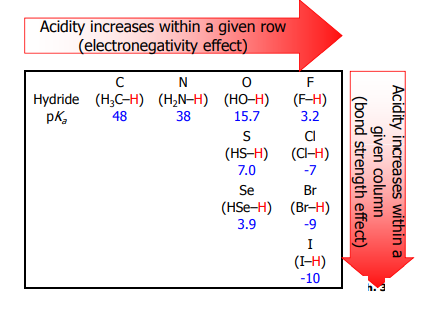 Acidity increases within a given row
(electronegativity effect)
C N O F
Hydride (H₃C–H) (H₂N–H) (HO–H) (F–H)
pKₐ 48 38 15.7 3.2
S Cl
(HS–H) (Cl–H)
7.0 -7
Se Br
(HSe–H) (Br–H)
3.9 -9
I
(I–H)
-10
Acidity increases within a
given column
(bond strength effect)